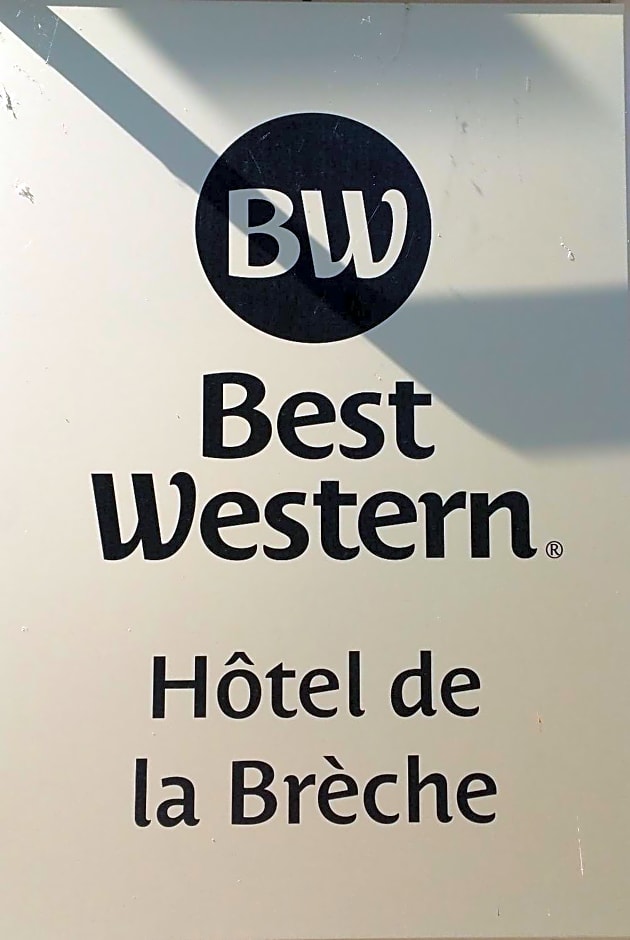 BW
Best
Western®
Hôtel de
la Brèche